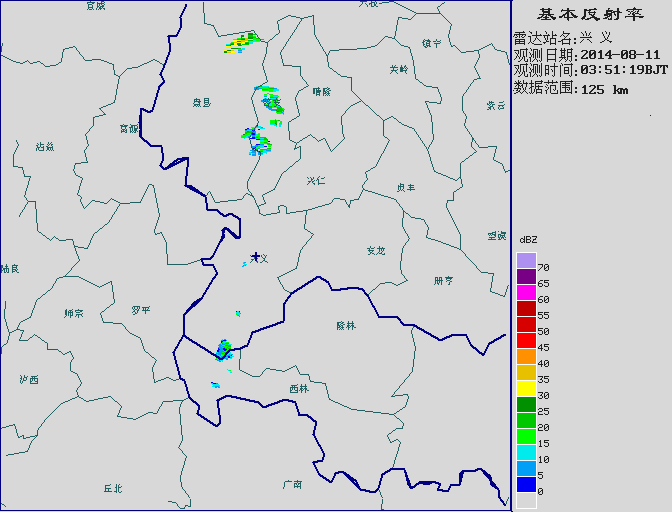 宣威
基本反射率
雷达站名:兴 义
观测日期:2014-08-11
观测时间:03:51:19BJT
数据范围:125 km
镇宁
关岭
盘县
晴隆
紫云
富源
沾益
兴仁
贞丰
望谟
兴义
安龙
册亨
陆良
师宗
罗平
隆林
泸西
西林
丘北
广南
dBZ
70
65
60
55
50
45
40
35
30
25
20
15
10
5
0